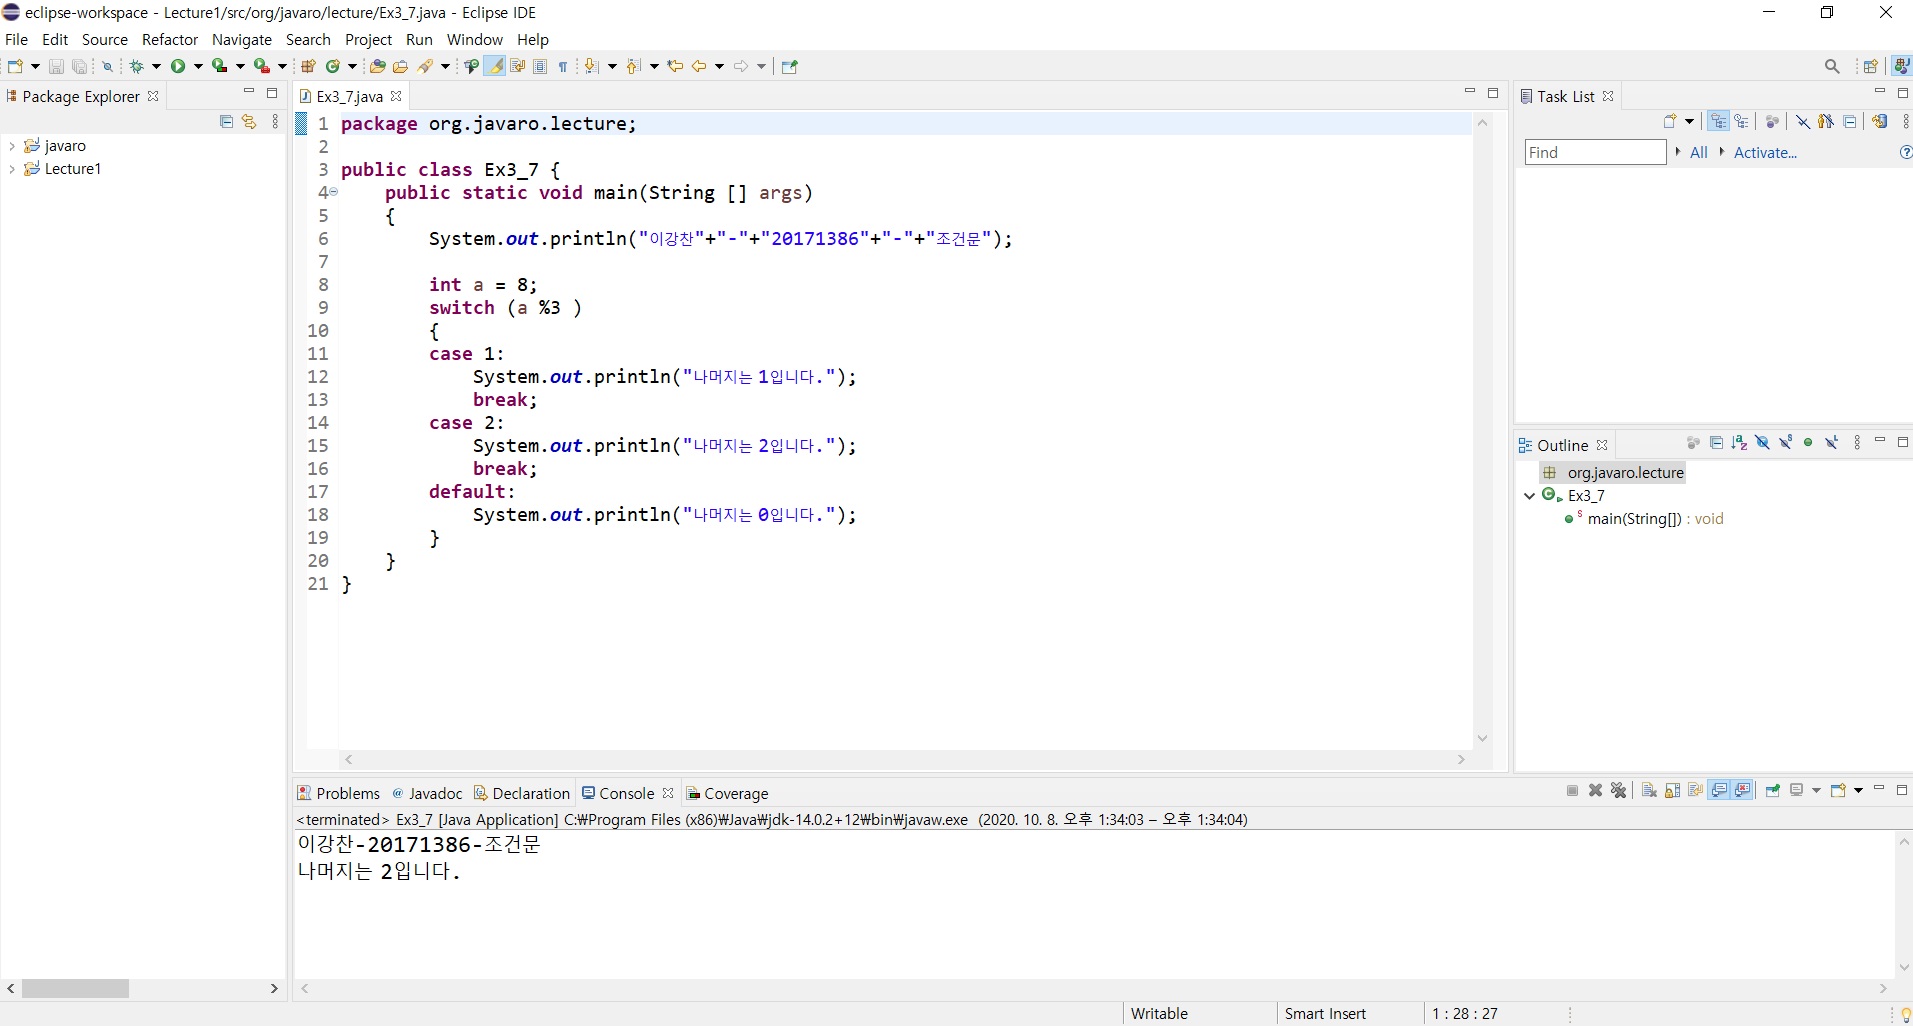 eclipse-workspace - Lecture1/src/org/javaro/lecture/Ex3_7.java - Eclipse IDE
File Edit Source Refactor Navigate Search Project Run Window Help
Package Explorer
javaro
Lecture1
Ex3_7.java
1 package org.javaro.lecture;
2
3 public class Ex3_7 {
4     public static void main(String [] args)
5     {
6         System.out.println("이강찬"+"-"+"20171386"+"-"+"조건문");
7
8         int a = 8;
9         switch (a %3 )
10         {
11         case 1:
12             System.out.println("나머지는 1입니다.");
13             break;
14         case 2:
15             System.out.println("나머지는 2입니다.");
16             break;
17         default:
18             System.out.println("나머지는 0입니다.");
19         }
20     }
21 }
Task List
Find All Activate...
Outline
org.javaro.lecture
Ex3_7
main(String[]) : void
Problems @ Javadoc Declaration Console Coverage
<terminated> Ex3_7 [Java Application] C:₩Program Files (x86)₩Java₩jdk-14.0.2+12₩bin₩javaw.exe (2020. 10. 8. 오후 1:34:03 – 오후 1:34:04)
이강찬-20171386-조건문
나머지는 2입니다.
Writable Smart Insert 1 : 28 : 27